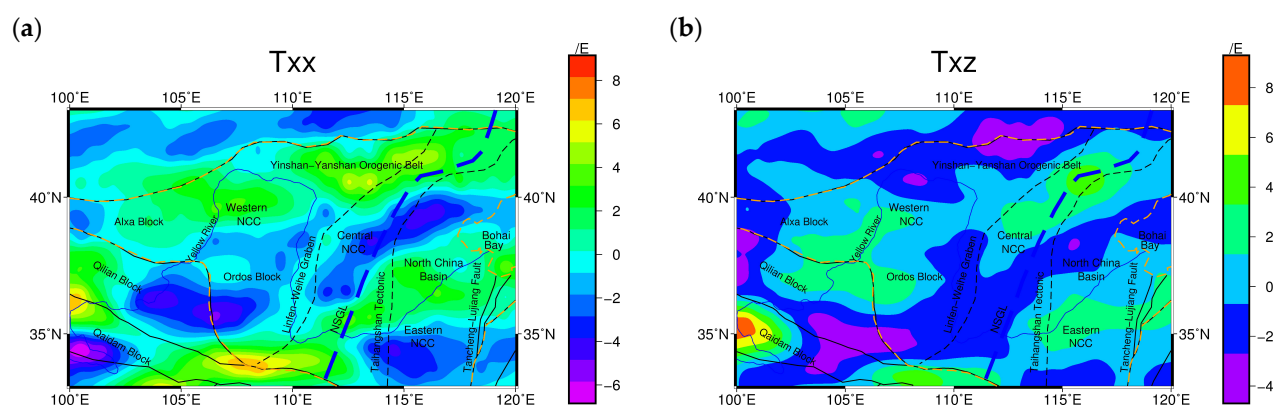 (a)
Txx
/E
100˚E
105˚E
110˚E
115˚E
120˚E
40˚N
40˚N
35˚N
35˚N
Yinshan−Yanshan Orogenic Belt
Western
NCC
Alxa Block
Yellow River
Central
NCC
Bohai
Bay
Qilian Block
Ordos Block
Linfen−Weihe Graben
North China
Basin
NSGL
Taihangshan Tectonic
Tancheng−Lujiang Fault
Qaidam Block
Eastern
NCC
100˚E
105˚E
110˚E
115˚E
120˚E
8
6
4
2
0
−2
−4
−6
(b)
Txz
/E
100˚E
105˚E
110˚E
115˚E
120˚E
40˚N
40˚N
35˚N
35˚N
Yinshan−Yanshan Orogenic Belt
Western
NCC
Alxa Block
Yellow River
Central
NCC
Bohai
Bay
Qilian Block
Ordos Block
Linfen−Weihe Graben
North China
Basin
NSGL
Taihangshan Tectonic
Tancheng−Lujiang Fault
Qaidam Block
Eastern
NCC
100˚E
105˚E
110˚E
115˚E
120˚E
8
6
4
2
0
−2
−4